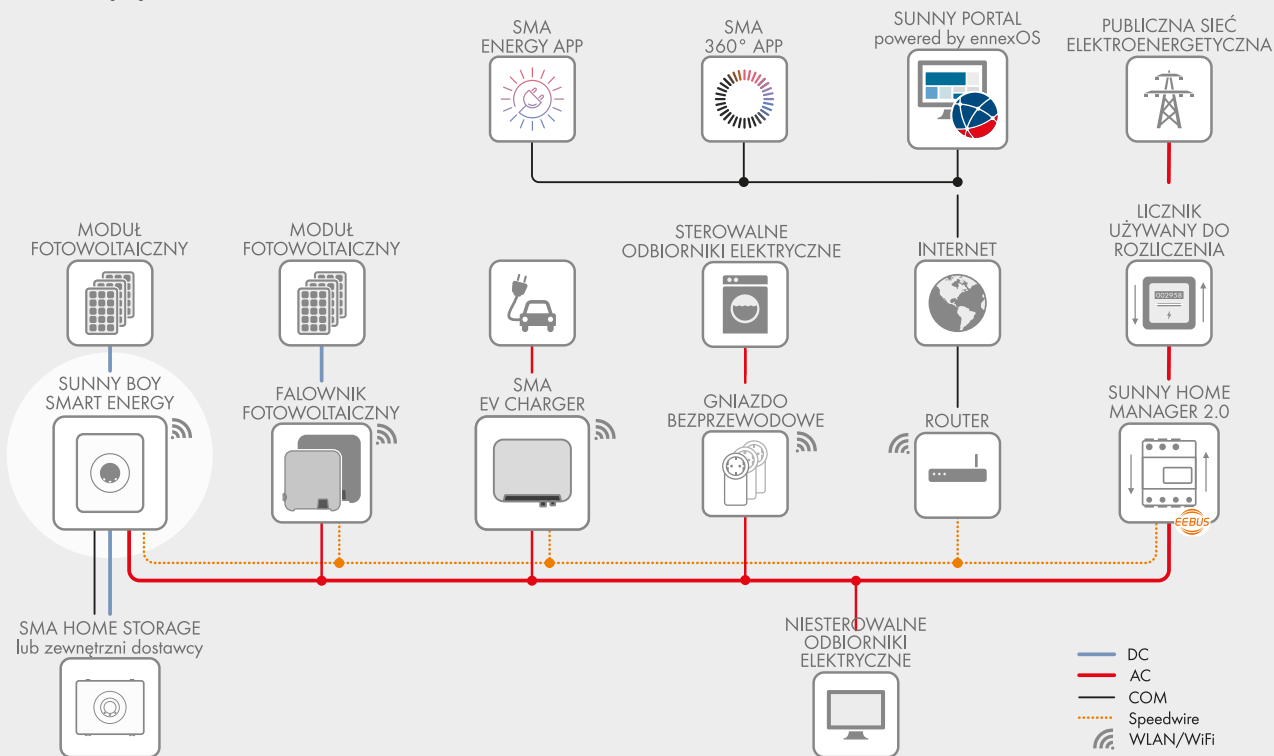 SMA
ENERGY APP
SMA
360° APP
SUNNY PORTAL
powered by ennexOS
PUBLICZNA SIEĆ
ELEKTROENERGETYCZNA
MODUŁ
FOTOWOLTAICZNY
MODUŁ
FOTOWOLTAICZNY
STEROWALNE
ODBIORNIKI ELEKTRYCZNE
INTERNET
LICZNIK
UŻYWANY DO
ROZLICZENIA
002958
SUNNY BOY
SMART ENERGY
FALOWNIK
FOTOWOLTAICZNY
SMA
EV CHARGER
GNIAZDO
BEZPRZEWODOWE
ROUTER
SUNNY HOME
MANAGER 2.0
EEBUS
SMA HOME STORAGE
lub zewnętrzni dostawcy
NIESTEROWALNE
ODBIORNIKI
ELEKTRYCZNE
DC
AC
COM
Speedwire
WLAN/WiFi